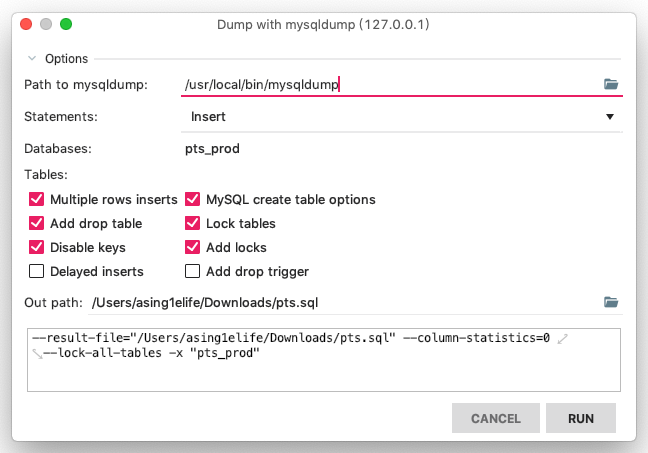 Dump with mysqldump (127.0.0.1)
Options
Path to mysqldump: /usr/local/bin/mysqldump
Statements: Insert
Databases: pts_prod
Tables:
Multiple rows inserts MySQL create table options
Add drop table Lock tables
Disable keys Add locks
Delayed inserts Add drop trigger
Out path: /Users/asing1elife/Downloads/pts.sql
--result-file="/Users/asing1elife/Downloads/pts.sql" --column-statistics=0
--lock-all-tables -x "pts_prod"
CANCEL RUN